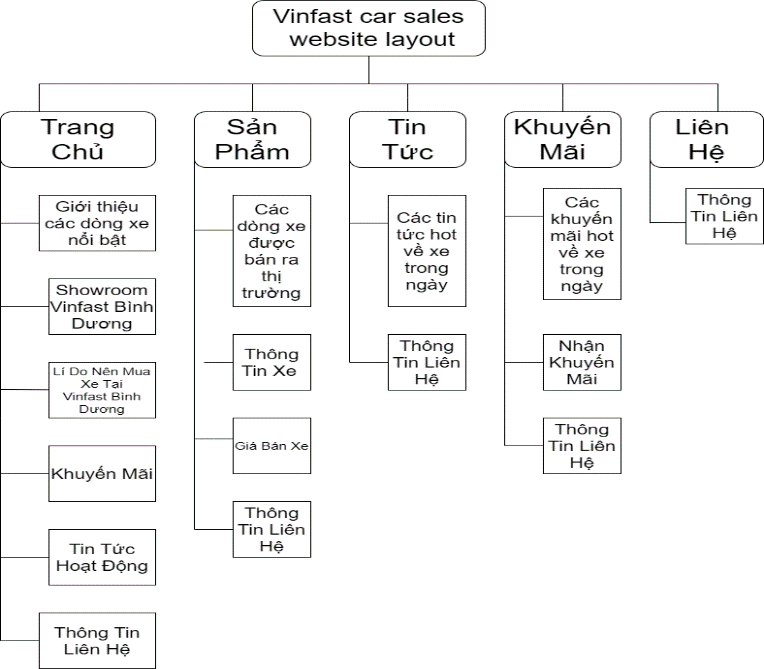 Vinfast car sales
website layout
Trang
Chủ
Sản
Phẩm
Tin
Tức
Khuyến
Mãi
Liên
Hệ
Giới thiệu
các dòng xe
nổi bật
Showroom
Vinfast Bình
Dương
Lí Do Nên Mua
Xe Tại
Vinfast Bình
Dương
Khuyến Mãi
Tin Tức
Hoạt Động
Thông Tin
Liên Hệ
Các
dòng xe
được
bán ra
thị
trường
Thông
Tin Xe
Giá Bán Xe
Thông
Tin Liên
Hệ
Các tin
tức hot
về xe
trong
ngày
Thông
Tin Liên
Hệ
Các
khuyến
mãi hot
về xe
trong
ngày
Nhận
Khuyến
Mãi
Thông
Tin Liên
Hệ
Thông
Tin Liên
Hệ